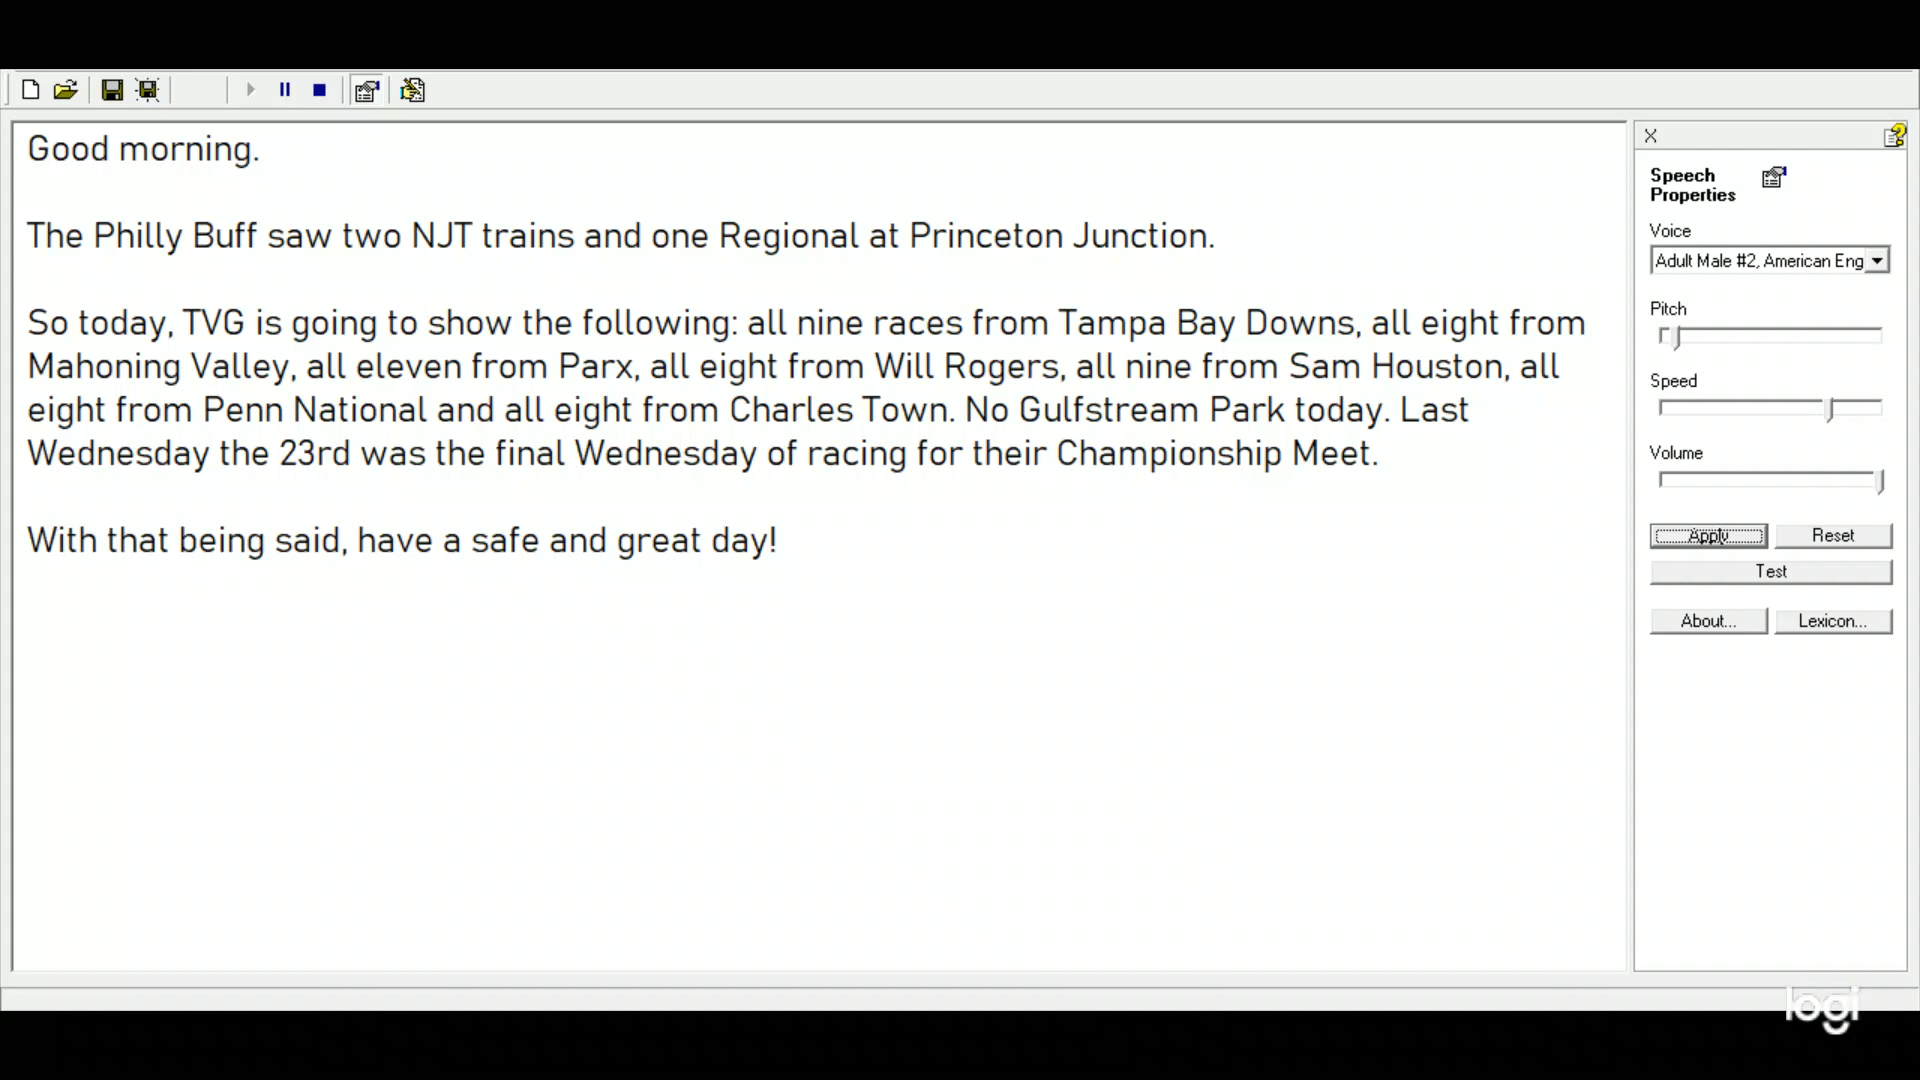 Good morning.
The Philly Buff saw two NJT trains and one Regional at Princeton Junction.
So today, TVG is going to show the following: all nine races from Tampa Bay Downs, all eight from
Mahoning Valley, all eleven from Parx, all eight from Will Rogers, all nine from Sam Houston, all
eight from Penn National and all eight from Charles Town. No Gulfstream Park today. Last
Wednesday the 23rd was the final Wednesday of racing for their Championship Meet.
With that being said, have a safe and great day!
X
Speech
Properties
Voice
Adult Male #2, American Eng
Pitch
Speed
Volume
Apply Reset
Test
About... Lexicon...
logi